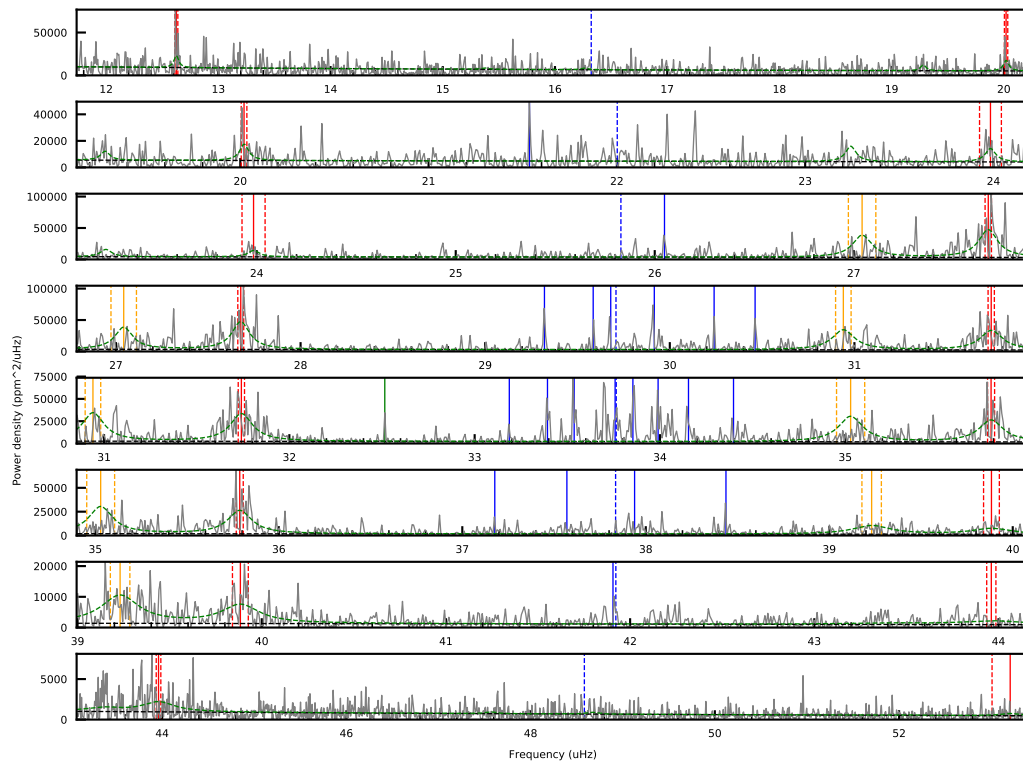 50000
0
12 13 14 15 16 17 18 19 20
40000
20000
0
20 21 22 23 24
100000
50000
0
24 25 26 27
100000
50000
0
27 28 29 30 31
75000
50000
25000
0
31 32 33 34 35
50000
25000
0
35 36 37 38 39 40
20000
10000
0
39 40 41 42 43 44
5000
0
44 46 48 50 52
Power density (ppm^2/uHz)
Frequency (uHz)